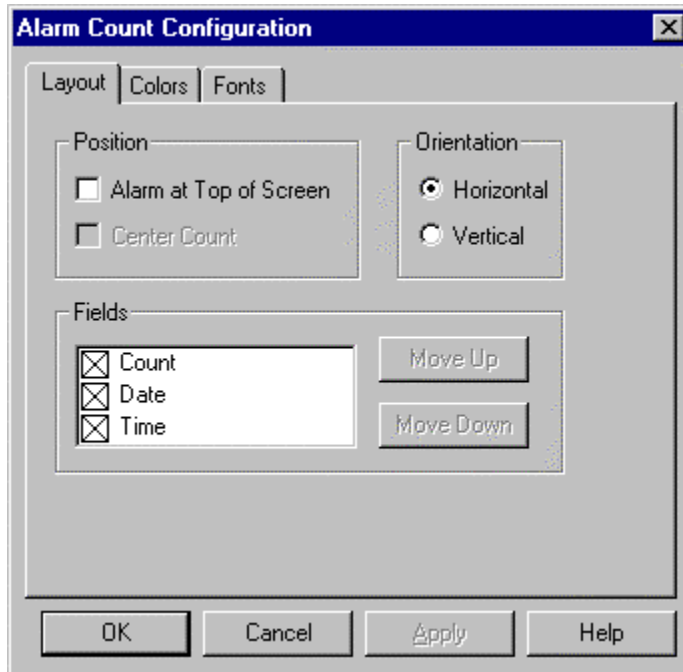 Alarm Count Configuration
Layout Colors Fonts
Position
Alarm at Top of Screen
Center Count
Orientation
Horizontal
Vertical
Fields
Count
Date
Time
Move Up
Move Down
OK Cancel Apply Help